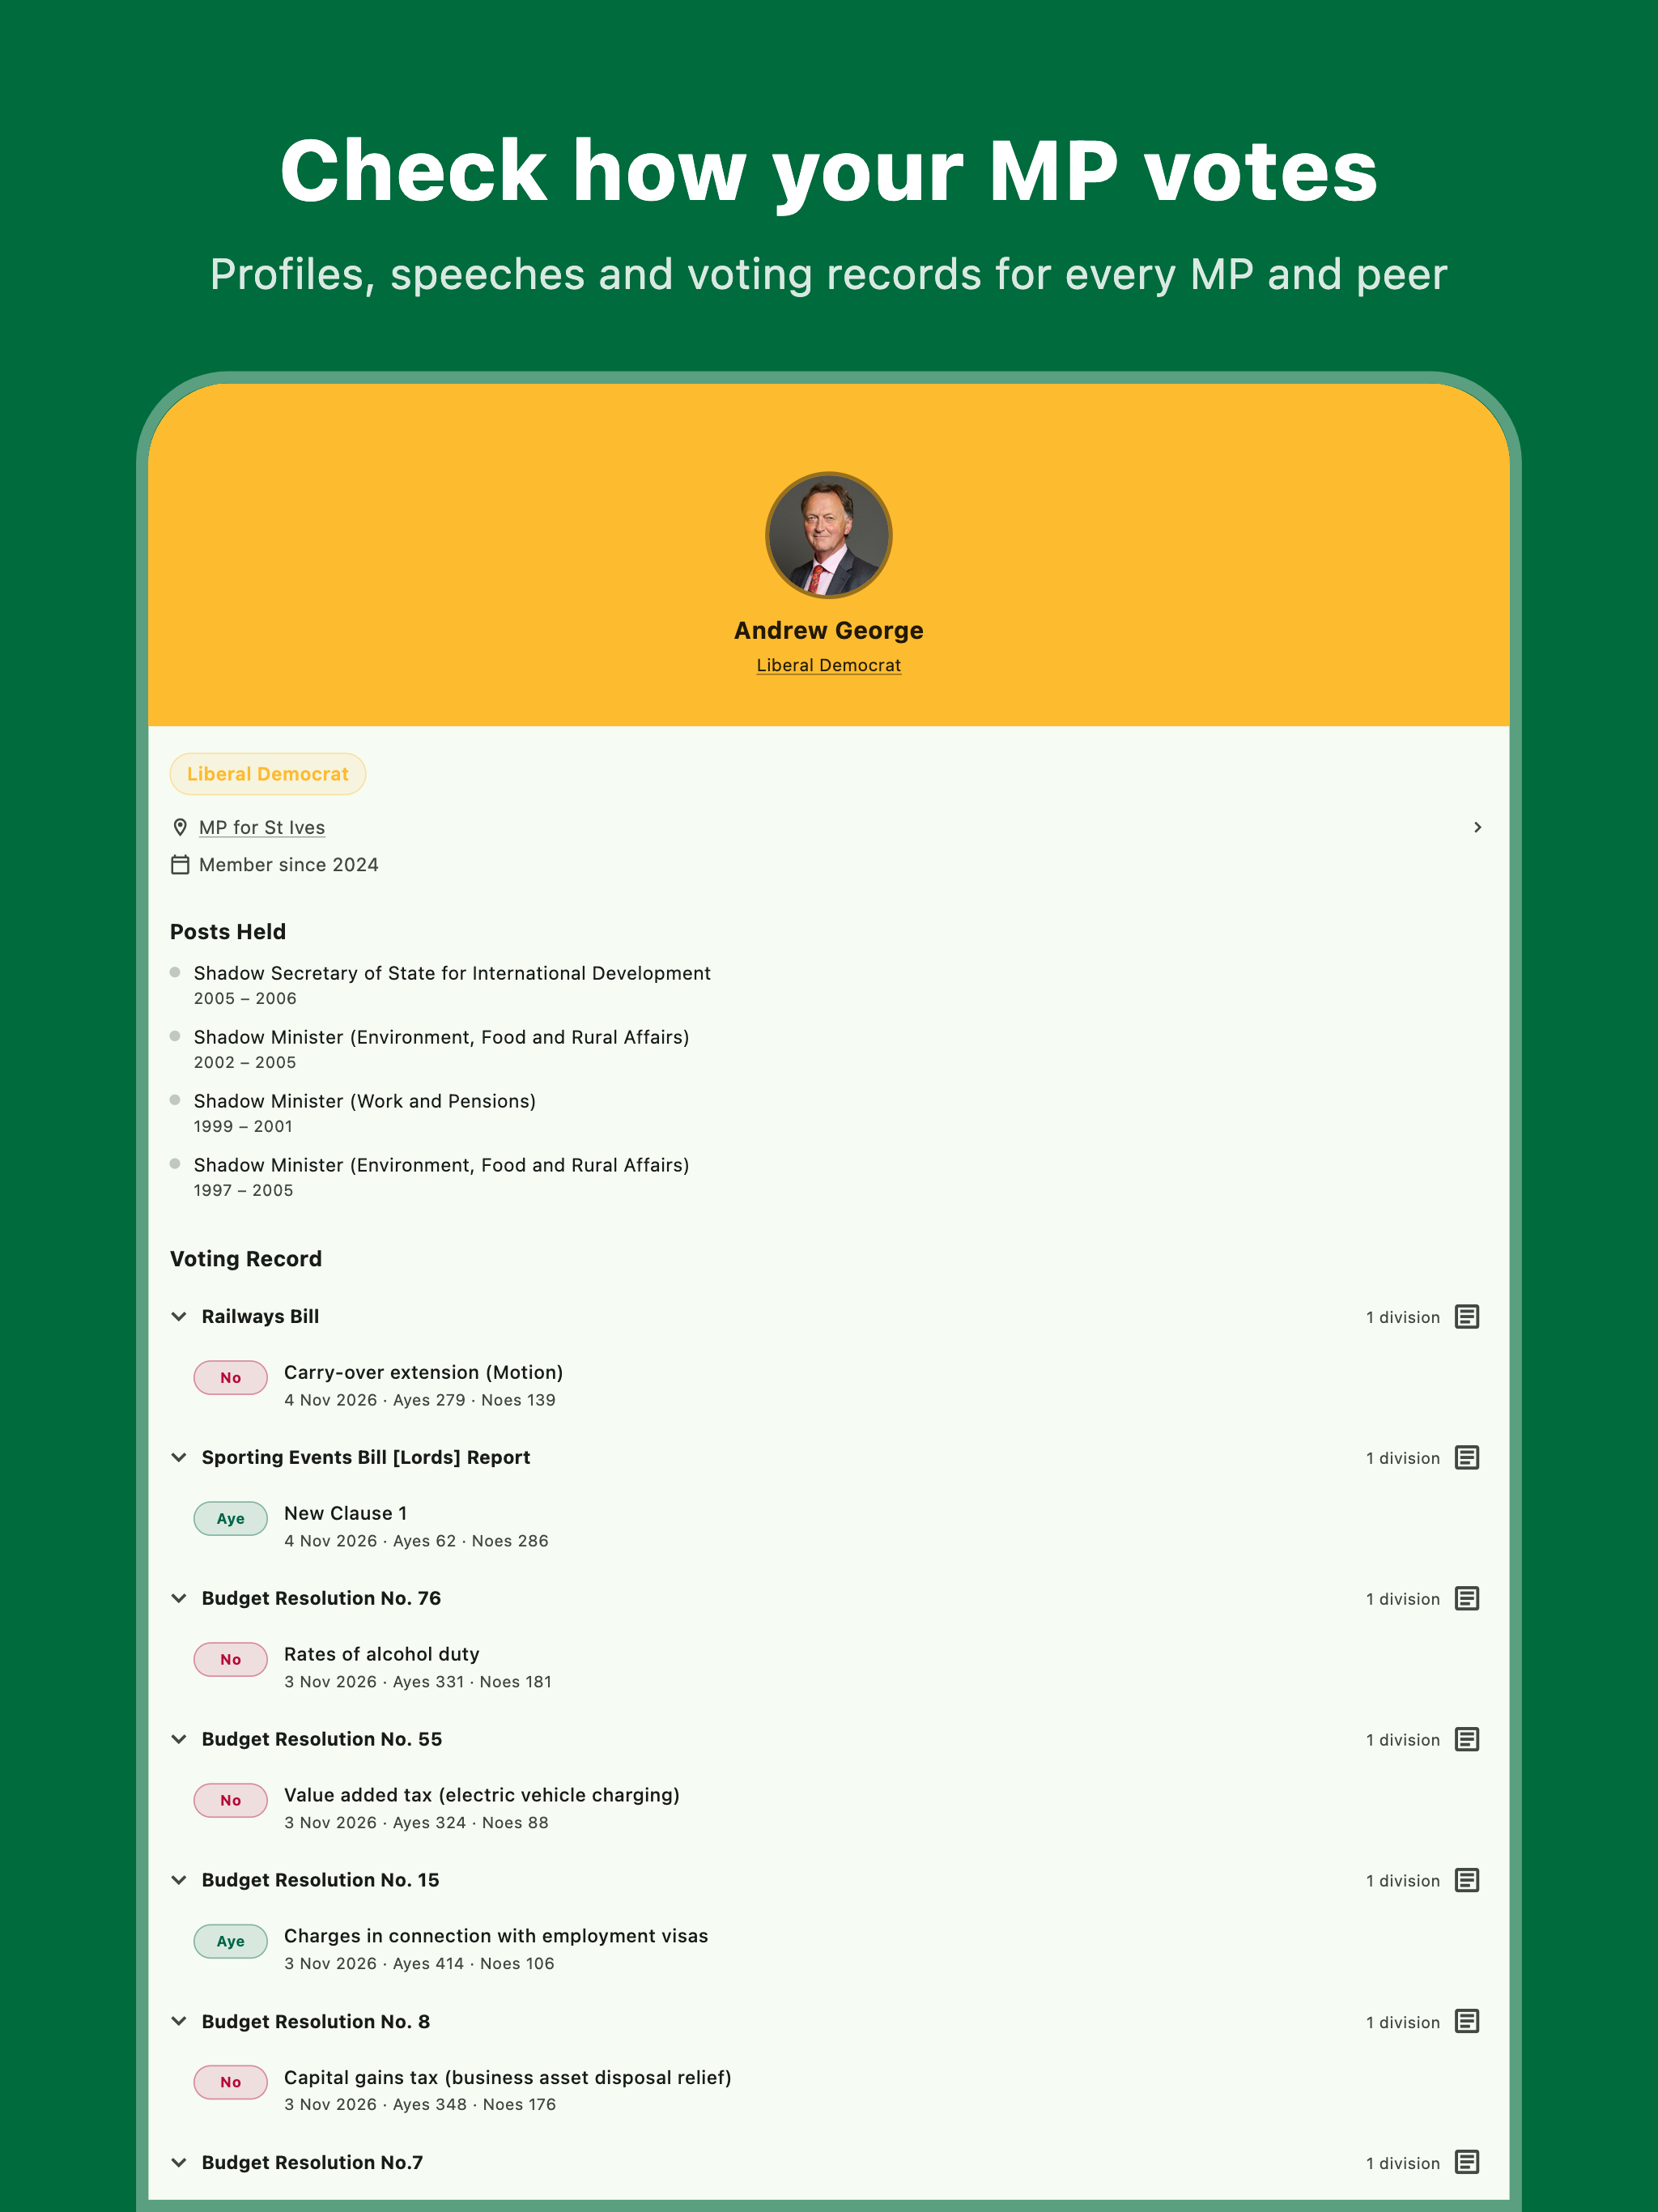 Check how your MP votes
Profiles, speeches and voting records for every MP and peer
Andrew George
Liberal Democrat
Liberal Democrat
MP for St Ives
Member since 2024
Posts Held
Shadow Secretary of State for International Development
2005 – 2006
Shadow Minister (Environment, Food and Rural Affairs)
2002 – 2005
Shadow Minister (Work and Pensions)
1999 – 2001
Shadow Minister (Environment, Food and Rural Affairs)
1997 – 2005
Voting Record
Railways Bill 1 division
No Carry-over extension (Motion)
4 Nov 2026 · Ayes 279 · Noes 139
Sporting Events Bill [Lords] Report 1 division
Aye New Clause 1
4 Nov 2026 · Ayes 62 · Noes 286
Budget Resolution No. 76 1 division
No Rates of alcohol duty
3 Nov 2026 · Ayes 331 · Noes 181
Budget Resolution No. 55 1 division
No Value added tax (electric vehicle charging)
3 Nov 2026 · Ayes 324 · Noes 88
Budget Resolution No. 15 1 division
Aye Charges in connection with employment visas
3 Nov 2026 · Ayes 414 · Noes 106
Budget Resolution No. 8 1 division
No Capital gains tax (business asset disposal relief)
3 Nov 2026 · Ayes 348 · Noes 176
Budget Resolution No.7 1 division